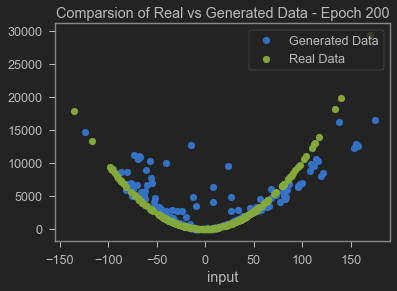 Comparsion of Real vs Generated Data - Epoch 200
30000
25000
20000
15000
10000
5000
0
Generated Data
Real Data
−150 −100 −50 0 50 100 150
input